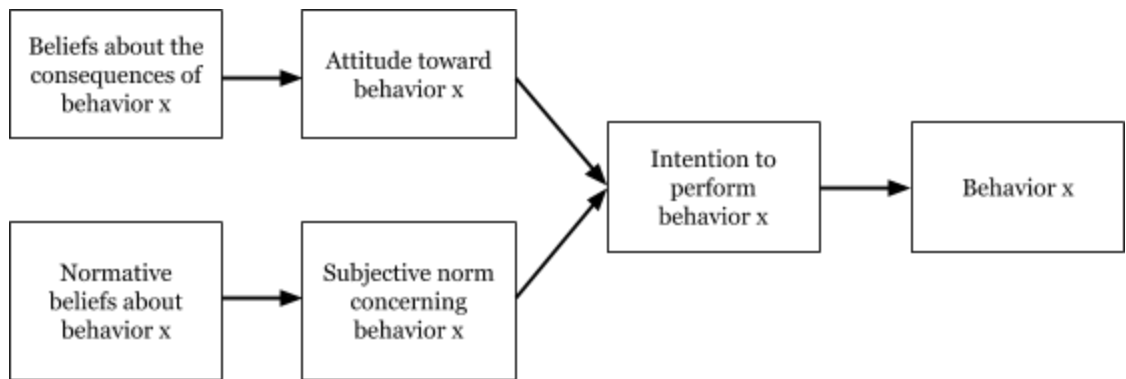 Beliefs about the
consequences of
behavior x
Attitude toward
behavior x
Intention to
perform
behavior x
Behavior x
Normative
beliefs about
behavior x
Subjective norm
concerning
behavior x